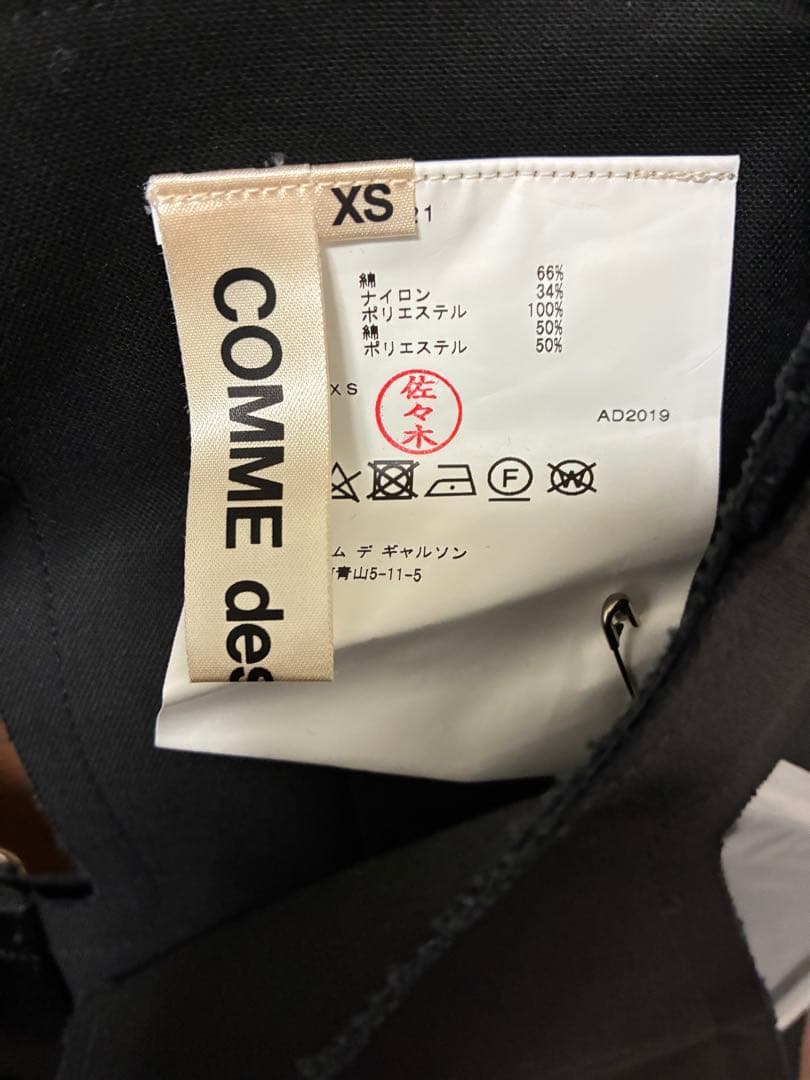 XS
21
COMME des
綿 66%
ナイロン 34%
ポリエステル 100%
綿 50%
ポリエステル 50%
XS
佐々木
AD2019
F
W
ム デ ギャルソン
青山5-11-5